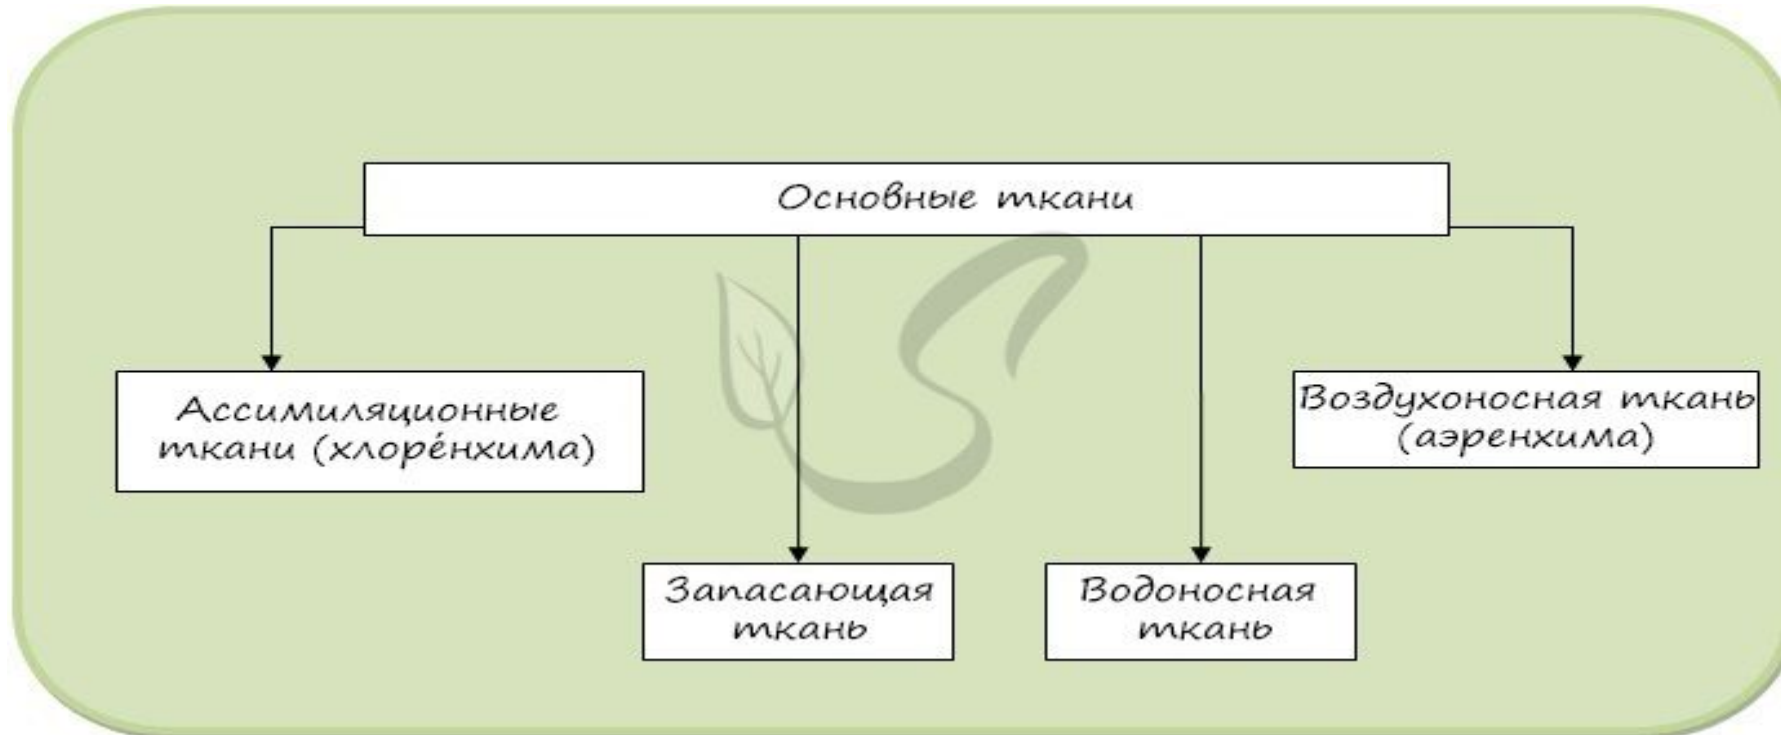 Основные ткани
Ассимиляционные
ткани (хлоре́нхима)
Воздухоносная ткань
(аэренхима)
Запасающая
ткань
Водоносная
ткань